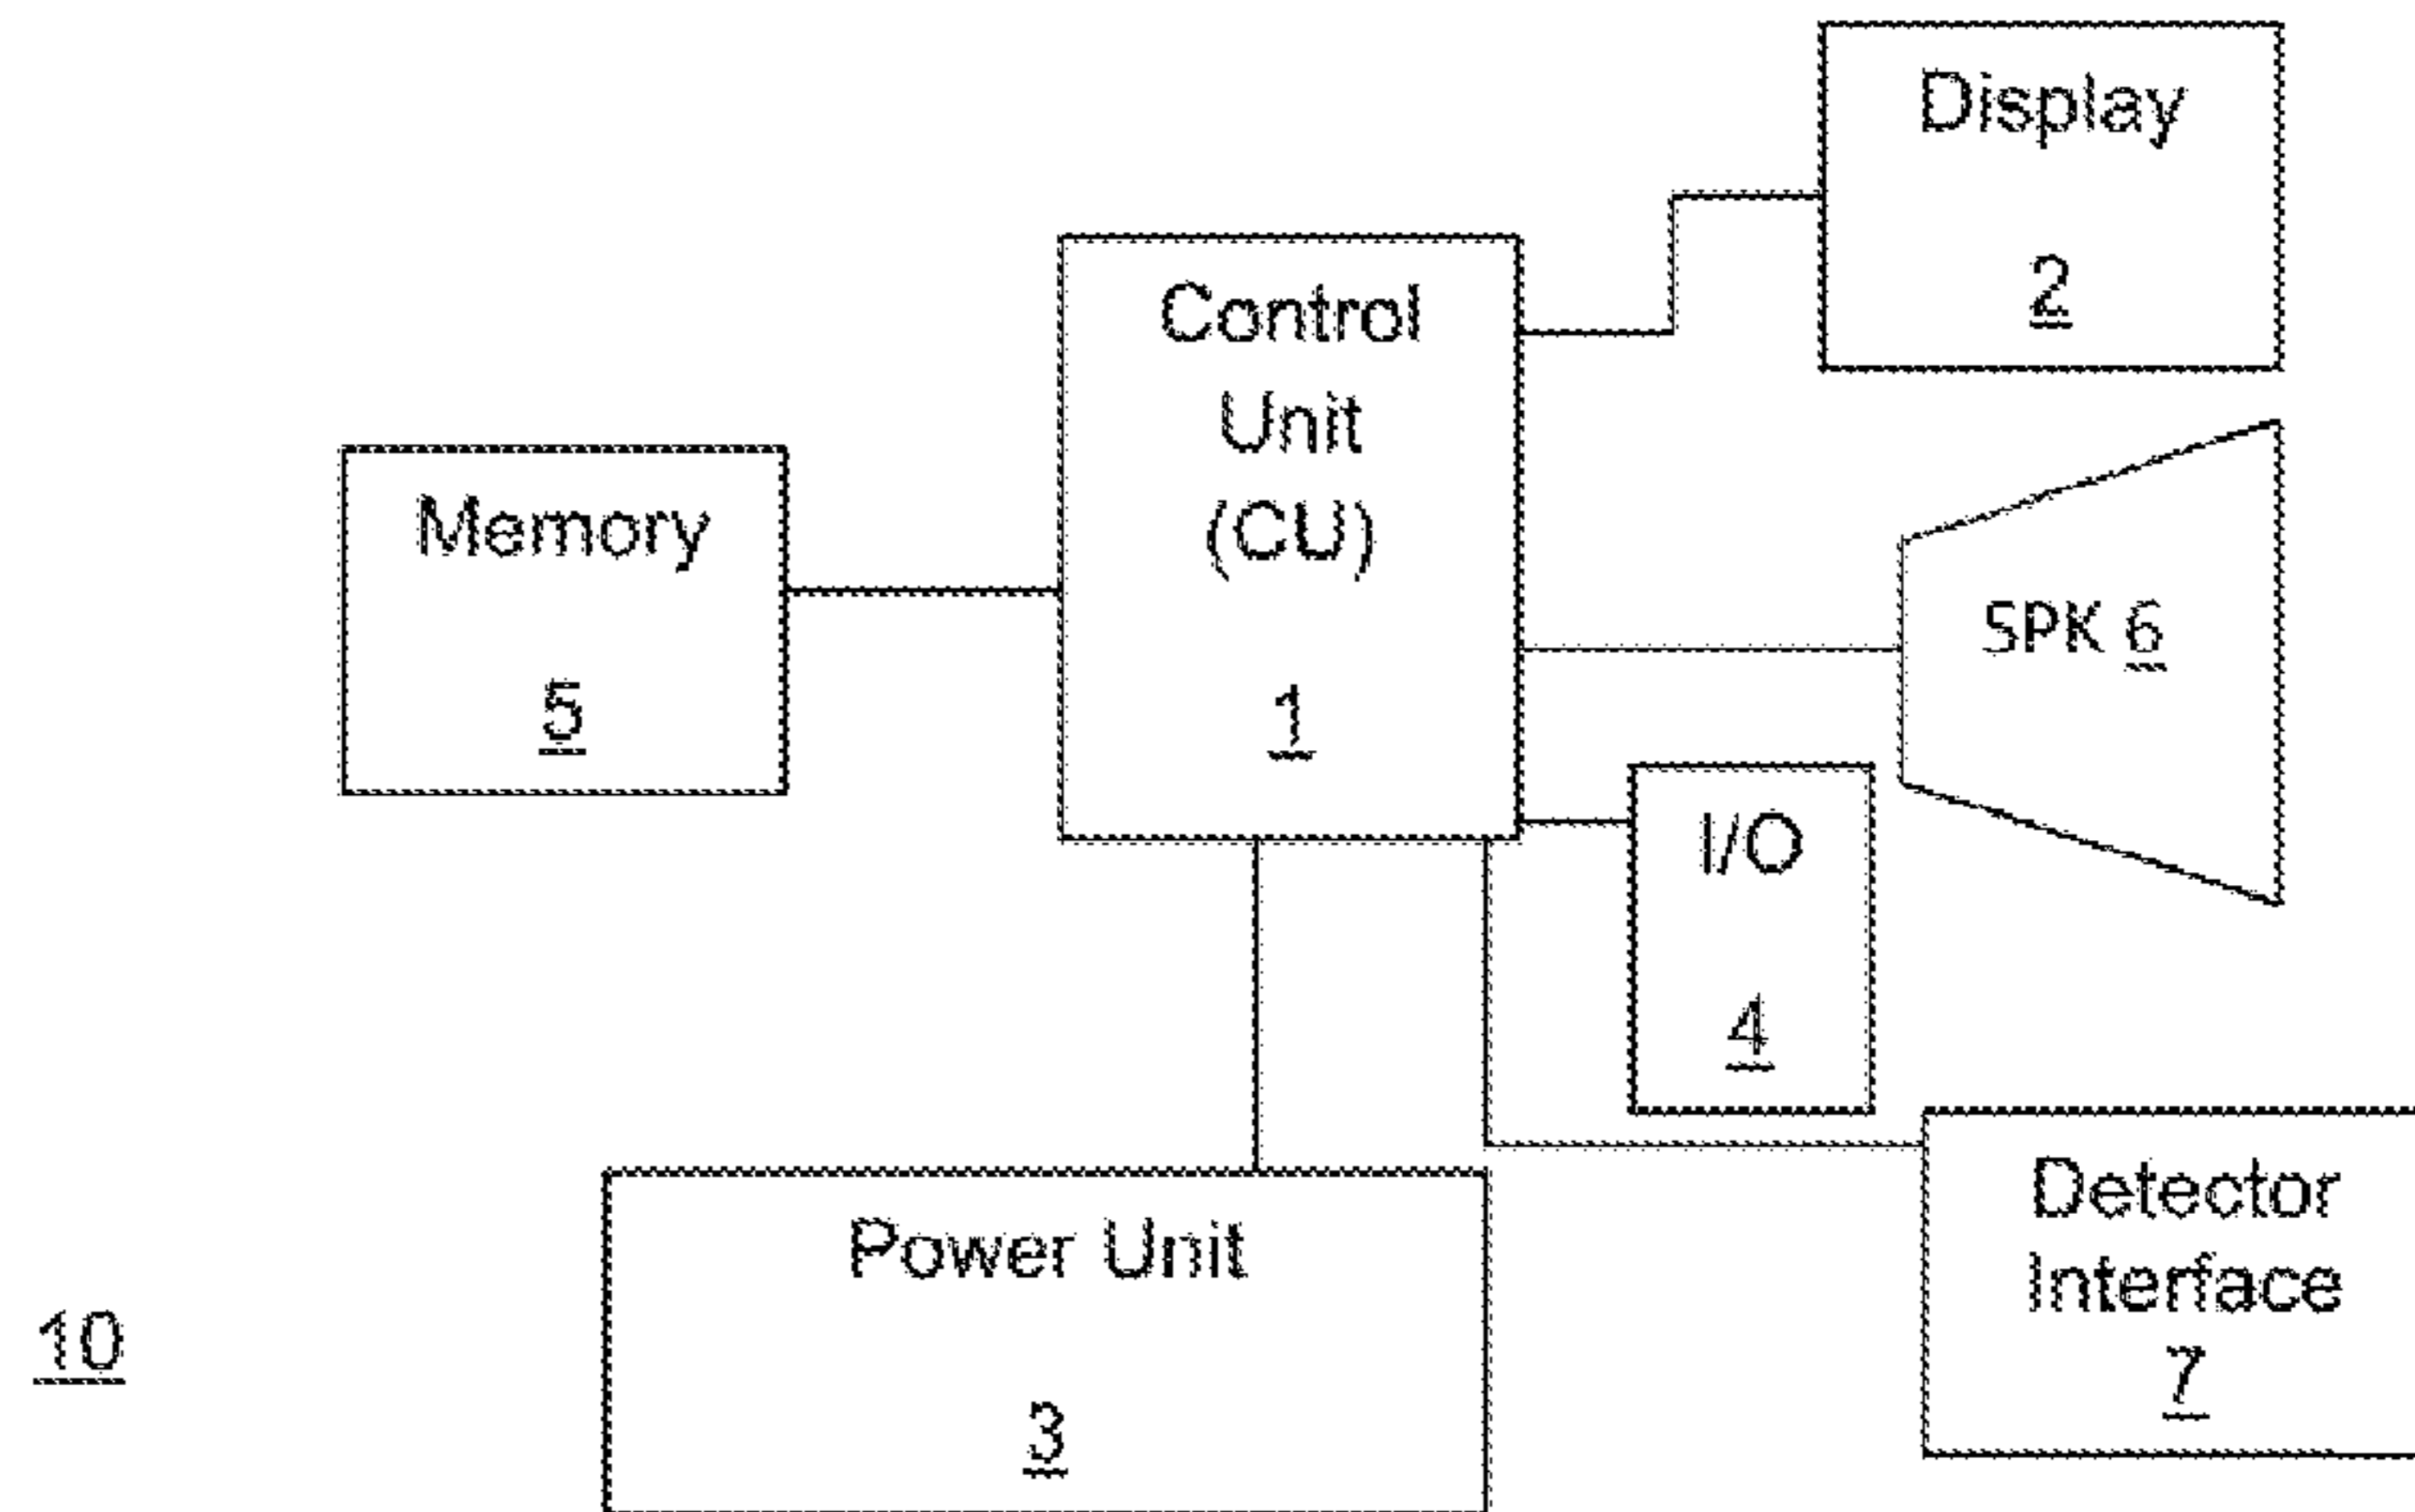 Display
2
Control
Unit
(CU)
1
Memory
5
SPK 6
I/O
4
Detector
Interface
7
Power Unit
3
10